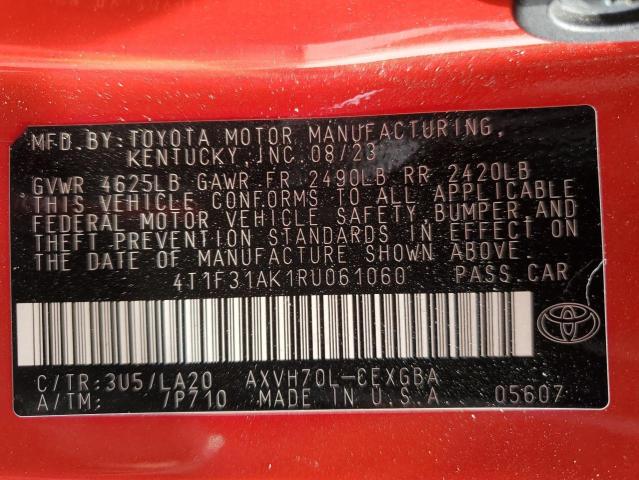 MFD. BY: TOYOTA MOTOR MANUFACTURING,
KENTUCKY, INC. 08/23
GVWR 4625LB GAWR FR 2490LB RR 2420LB
THIS VEHICLE CONFORMS TO ALL APPLICABLE
FEDERAL MOTOR VEHICLE SAFETY, BUMPER, AND
THEFT PREVENTION STANDARDS IN EFFECT ON
THE DATE OF MANUFACTURE SHOWN ABOVE.
4T1F31AK1RU061060 PASS CAR
C/TR: 3U5/LA20 AXVH70L-CEXGBA
A/TM: /P710 MADE IN U.S.A. 05607